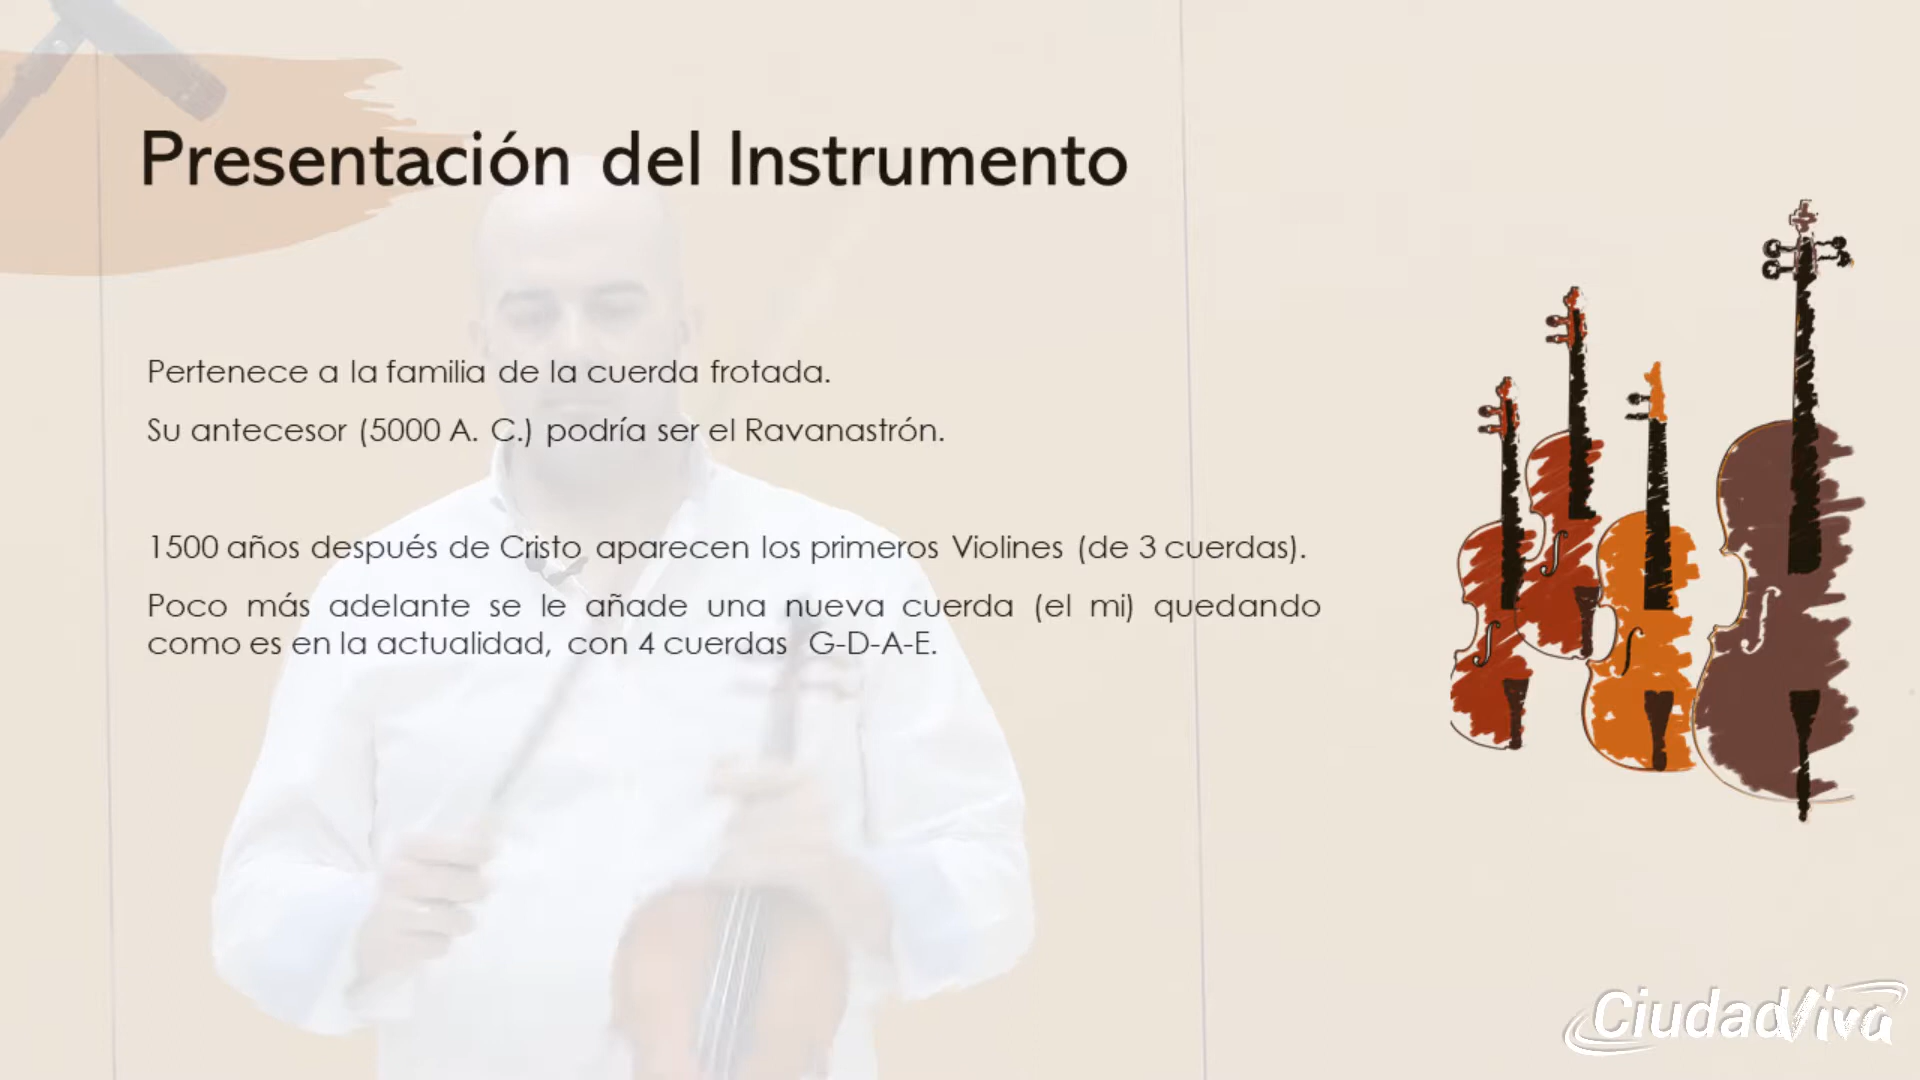 Presentación del Instrumento
Pertenece a la familia de la cuerda frotada.
Su antecesor (5000 A. C.) podría ser el Ravanastrón.
1500 años después de Cristo aparecen los primeros Violines (de 3 cuerdas).
Poco más adelante se le añade una nueva cuerda (el mi) quedando
como es en la actualidad, con 4 cuerdas G-D-A-E.
CiudadViva